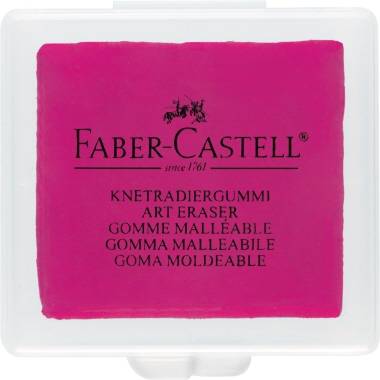 FABER-CASTELL®
since 1761
KNETRADIERGUMMI
ART ERASER
GOMME MALLÉABLE
GOMMA MALLEABILE
GOMA MOLDEABLE